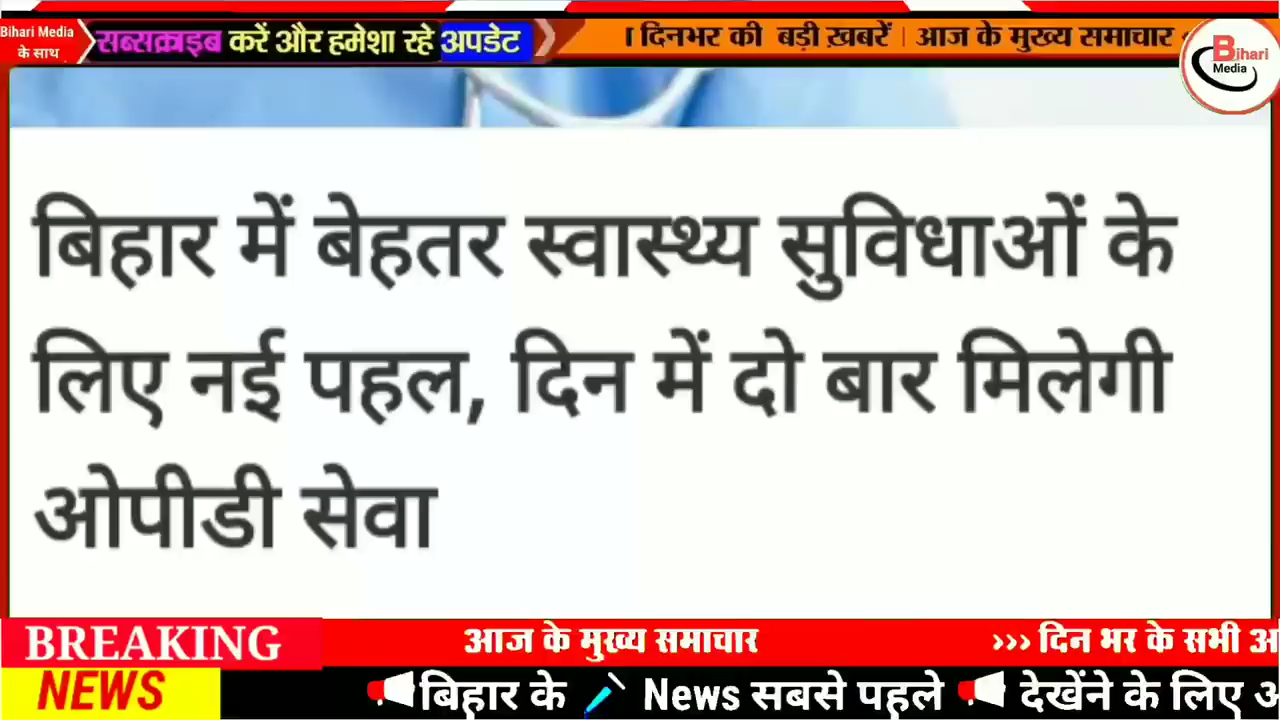 Bihari Media
के साथ
सब्सक्राइब करें और हमेशा रहे अपडेट
दिनभर की बड़ी ख़बरें | आज के मुख्य समाचार
Bihari
Media
बिहार में बेहतर स्वास्थ्य सुविधाओं के
लिए नई पहल, दिन में दो बार मिलेगी
ओपीडी सेवा
BREAKING
NEWS
आज के मुख्य समाचार
››› दिन भर के सभी
बिहार के News सबसे पहले देखेंने के लिए